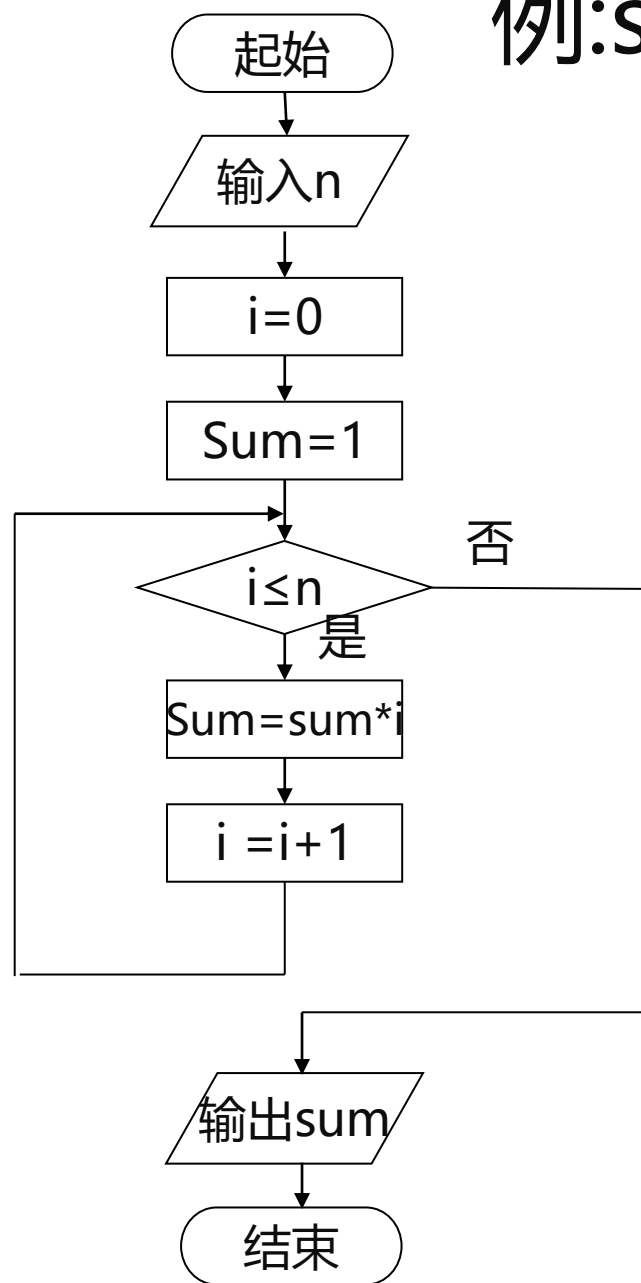 例:s
起始
输入n
i=0
Sum=1
否
i≤n
是
Sum=sum*i
i =i+1
输出sum
结束